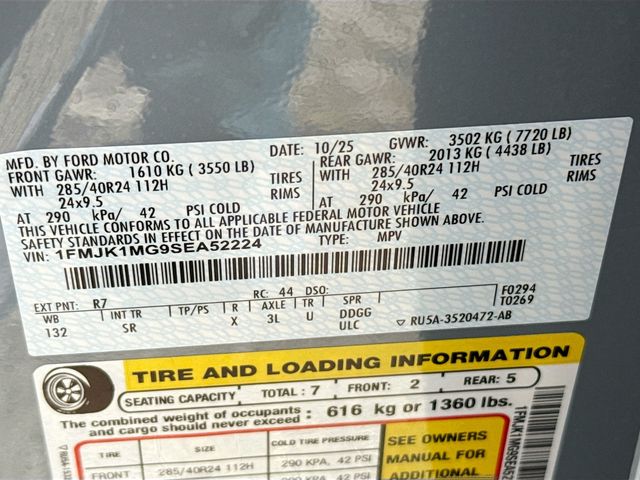 MFD. BY FORD MOTOR CO. DATE: 10/25 GVWR: 3502 KG ( 7720 LB)
FRONT GAWR: 1610 KG ( 3550 LB) REAR GAWR: 2013 KG ( 4438 LB)
WITH 285/40R24 112H TIRES WITH 285/40R24 112H TIRES
24x9.5 RIMS 24x9.5 RIMS
AT 290 kPa/ 42 PSI COLD AT 290 kPa/ 42 PSI COLD
THIS VEHICLE CONFORMS TO ALL APPLICABLE FEDERAL MOTOR VEHICLE
SAFETY STANDARDS IN EFFECT ON THE DATE OF MANUFACTURE SHOWN ABOVE.
VIN: 1FMJK1MG9SEA52224 TYPE: MPV
EXT PNT: R7 RC: 44 DSO: F0294
WB INT TR TP/PS R AXLE TR SPR T0269
132 SR X 3L U DDGG
ULC ▽ RU5A-3520472-AB
TIRE AND LOADING INFORMATION
SEATING CAPACITY TOTAL : 7 FRONT: 2 REAR: 5
The combined weight of occupants and cargo should never exceed : 616 kg or 1360 lbs.
TIRE SIZE COLD TIRE PRESSURE SEE OWNERS
FRONT 285/40R24 112H 290 KPA, 42 PSI MANUAL FOR
ADDITIONAL